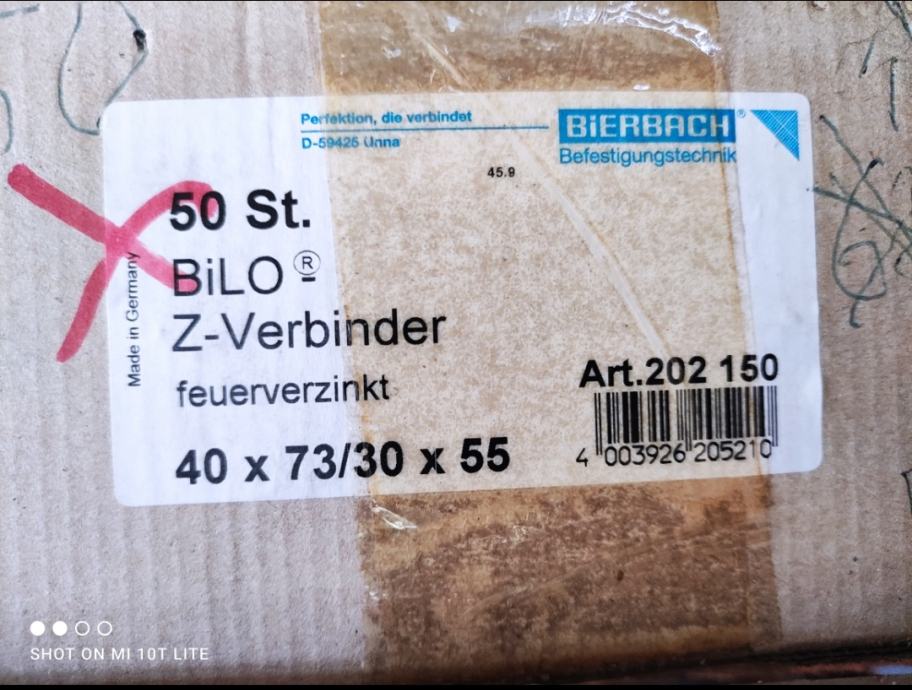 Perfektion, die verbindet
D-59425 Unna
BiERBACH®
Befestigungstechnik
45.9
50 St.
BiLO®
Z-Verbinder
feuerverzinkt
40 x 73/30 x 55
Made in Germany
Art.202 150
4 003926 205210
SHOT ON MI 10T LITE